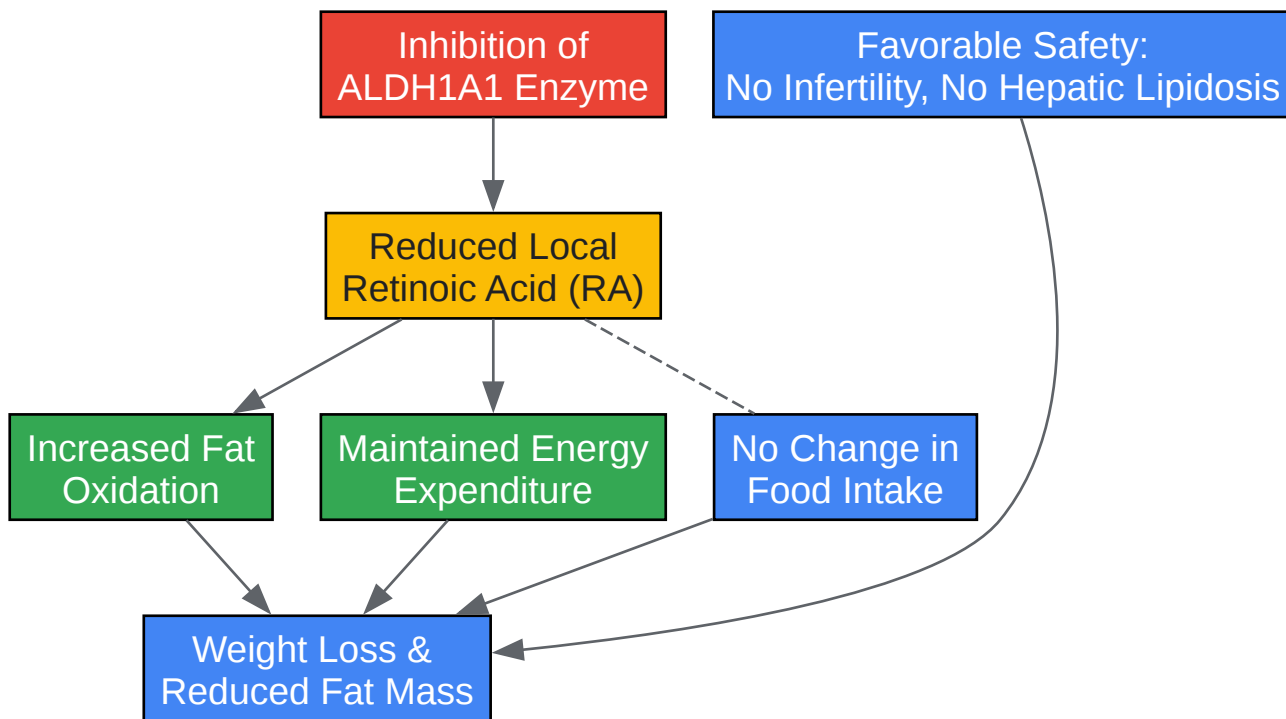 Inhibition of
ALDH1A1 Enzyme
Favorable Safety:
No Infertility, No Hepatic Lipidosis
Reduced Local
Retinoic Acid (RA)
Increased Fat
Oxidation
Maintained Energy
Expenditure
No Change in
Food Intake
Weight Loss &
Reduced Fat Mass